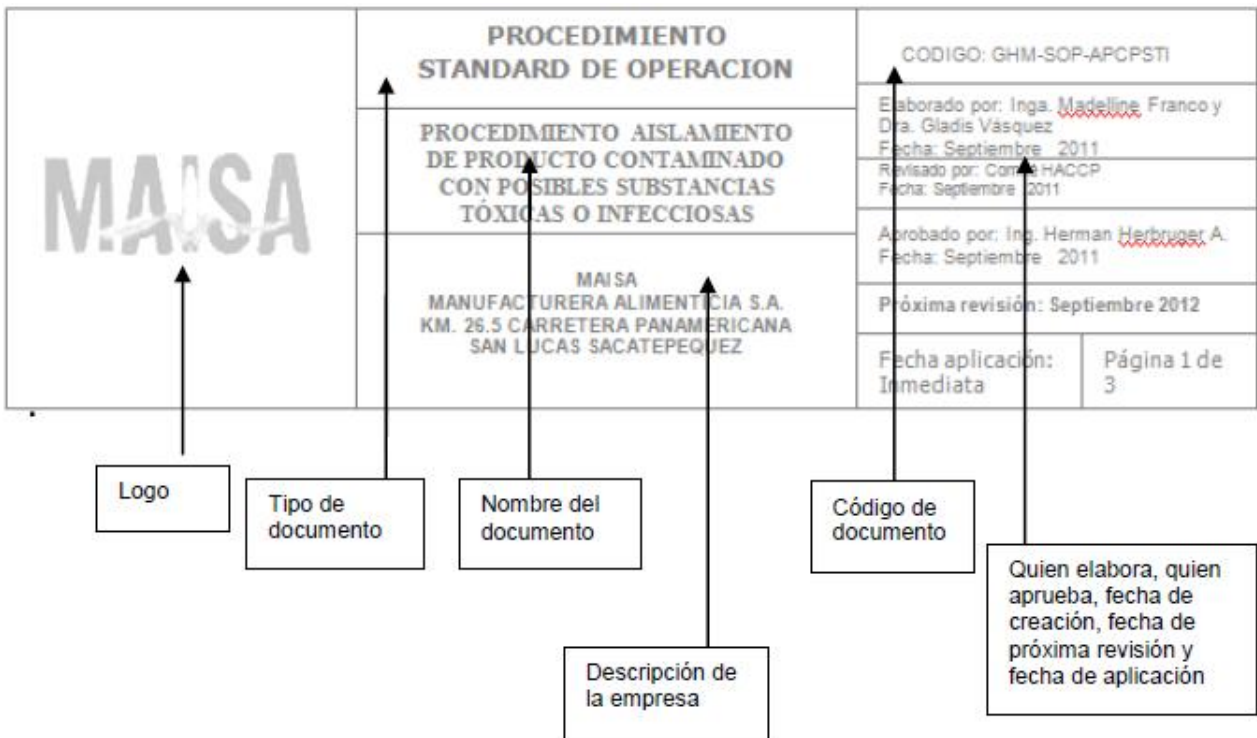 MAISA
PROCEDIMIENTO
STANDARD DE OPERACION
PROCEDIMIENTO AISLAMIENTO
DE PRODUCTO CONTAMINADO
CON POSIBLES SUBSTANCIAS
TÓXICAS O INFECCIOSAS
MAISA
MANUFACTURERA ALIMENTICIA S.A.
KM. 26.5 CARRETERA PANAMERICANA
SAN LUCAS SACATEPEQUEZ
CODIGO: GHM-SOP-APCPSTI
Elaborado por: Inga. Madelline Franco y
Dra. Gladis Vásquez
Fecha: Septiembre 2011
Revisado por: Comité HACCP
Fecha: Septiembre 2011
Aprobado por: Ing. Herman Herbruger A.
Fecha: Septiembre 2011
Próxima revisión: Septiembre 2012
Fecha aplicación:
Inmediata
Página 1 de
3
Logo
Tipo de
documento
Nombre del
documento
Descripción de
la empresa
Código de
documento
Quien elabora, quien
aprueba, fecha de
creación, fecha de
próxima revisión y
fecha de aplicación